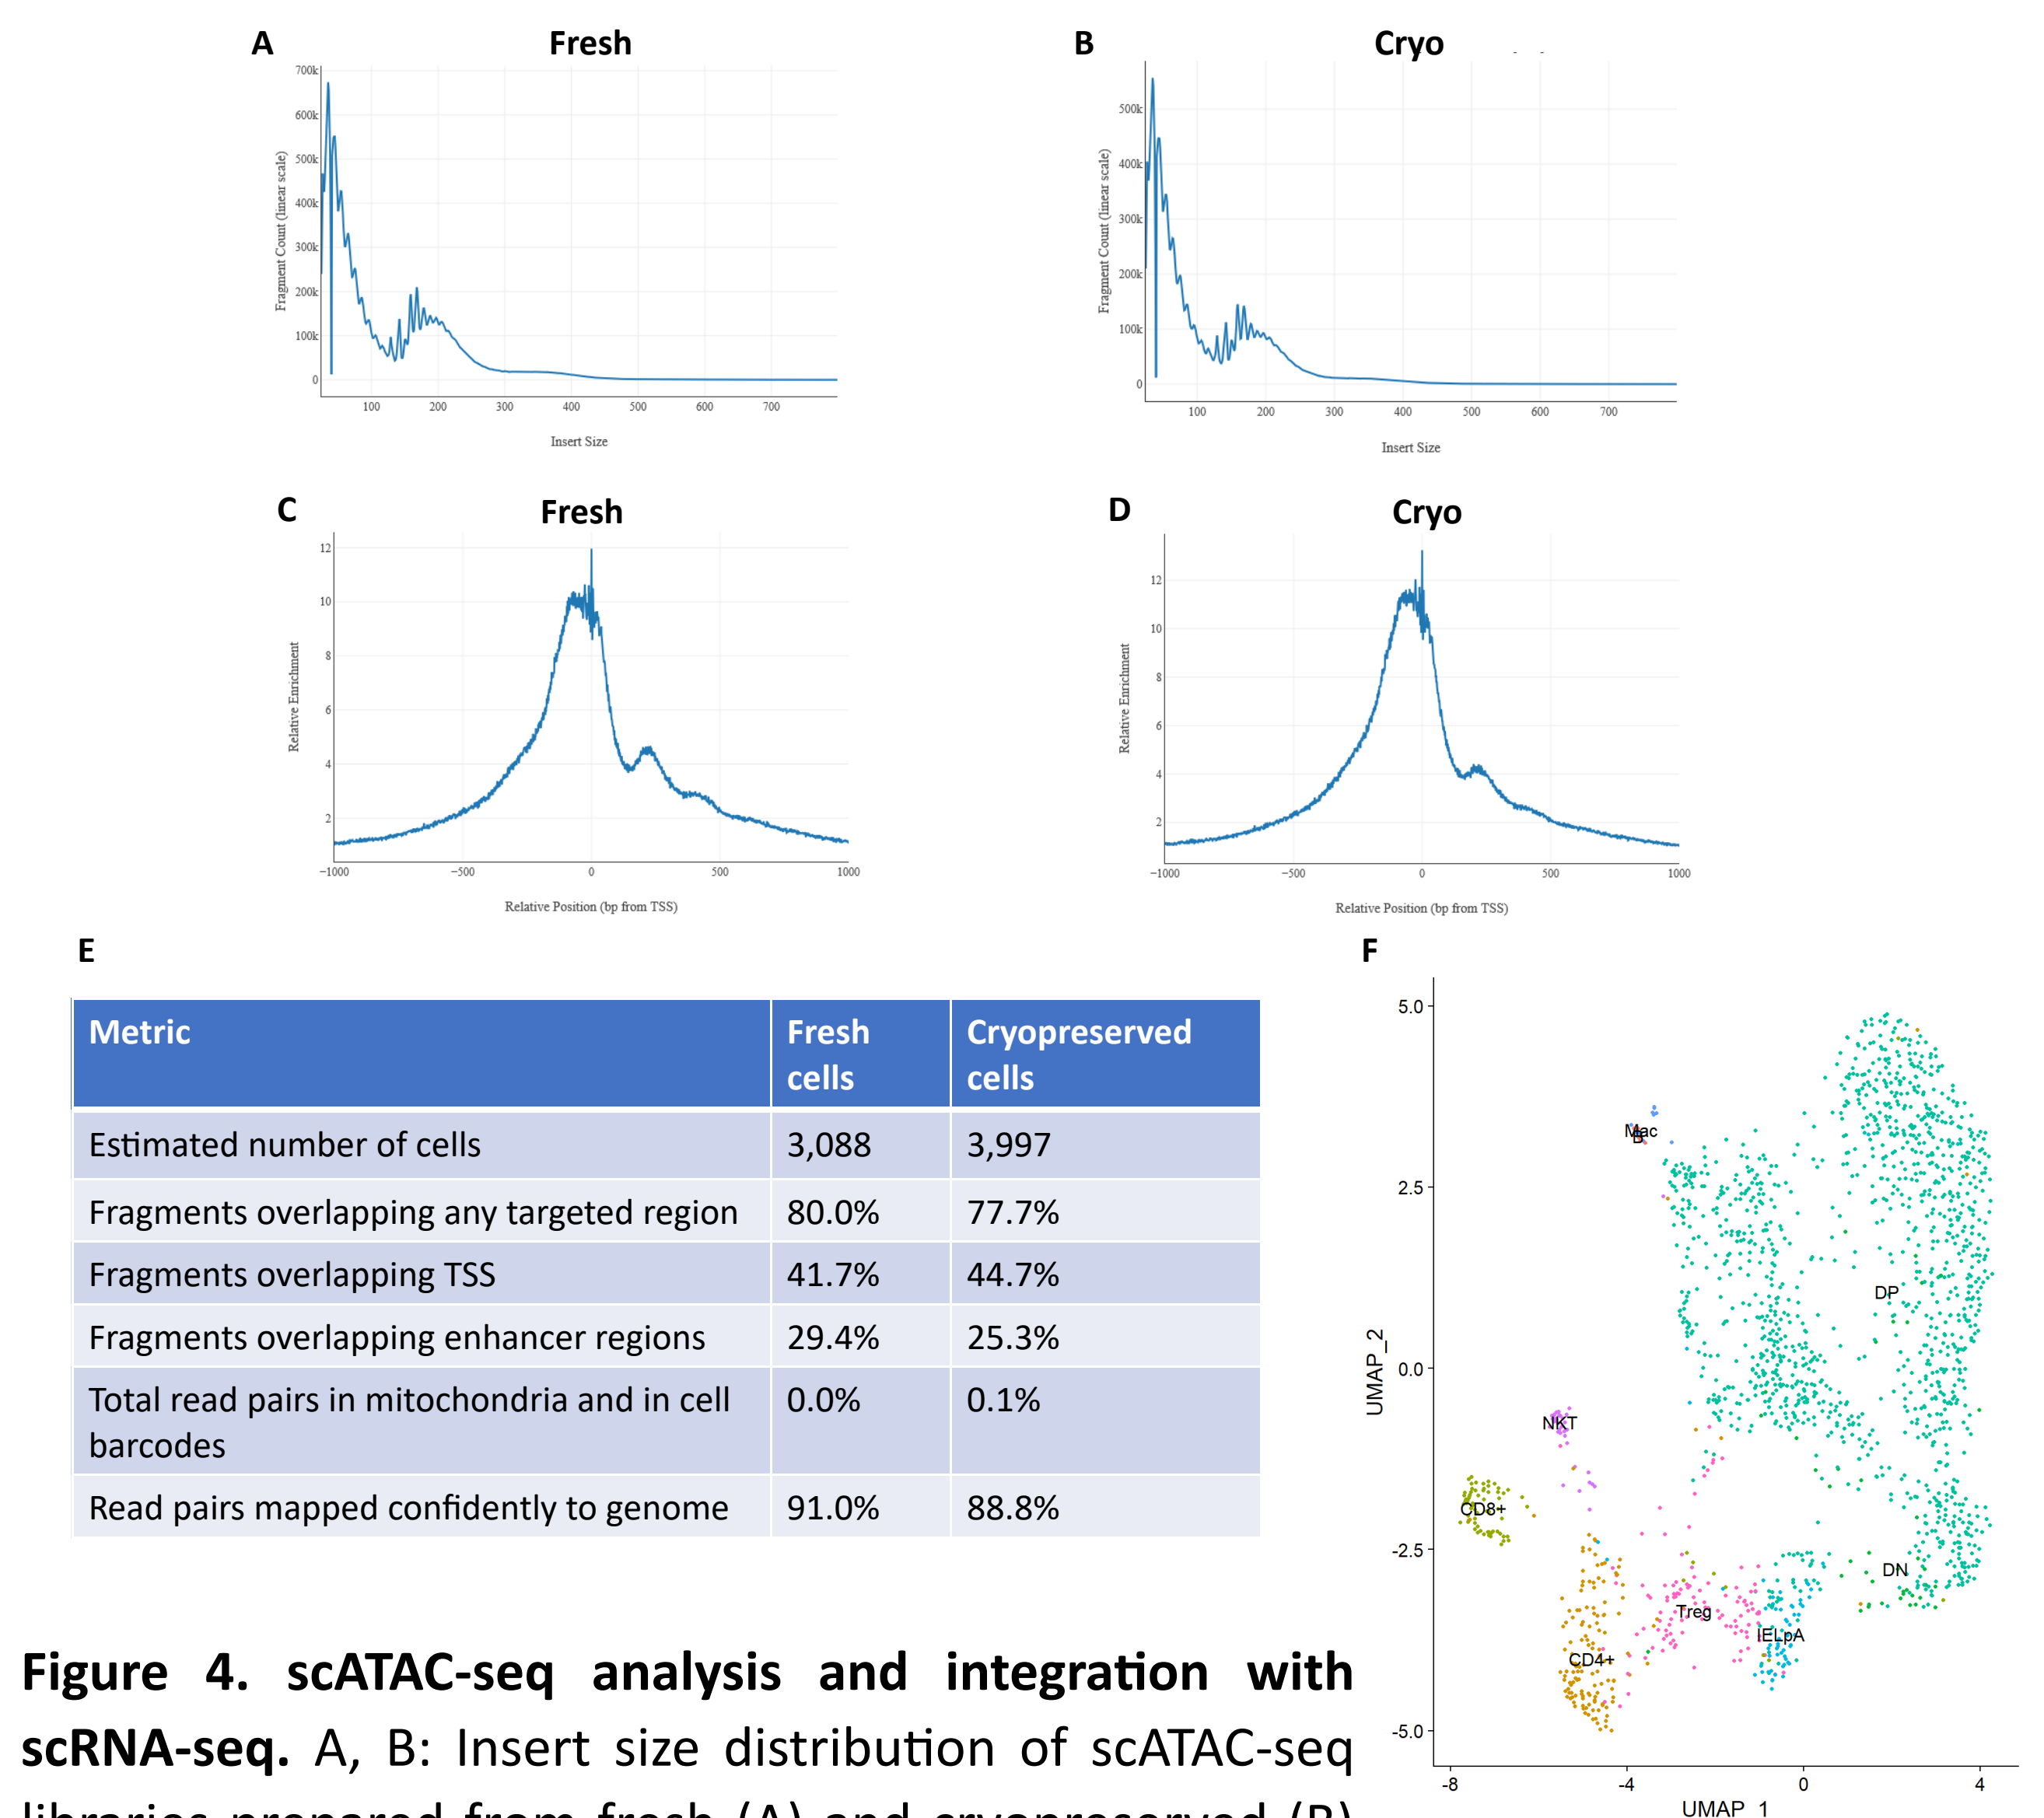 A
Fresh
700k
600k
500k
400k
300k
200k
100k
0
Fragment Count (linear scale)
100
200
300
400
500
600
700
Insert Size
B
Cryo
500k
400k
300k
200k
100k
0
Fragment Count (linear scale)
100
200
300
400
500
600
700
Insert Size
C
Fresh
12
10
8
6
4
2
Relative Enrichment
−1000
−500
0
500
1000
Relative Position (bp from TSS)
D
Cryo
12
10
8
6
4
2
Relative Enrichment
−1000
−500
0
500
1000
Relative Position (bp from TSS)
E
Metric
Fresh
cells
Cryopreserved
cells
Estimated number of cells
3,088
3,997
Fragments overlapping any targeted region
80.0%
77.7%
Fragments overlapping TSS
41.7%
44.7%
Fragments overlapping enhancer regions
29.4%
25.3%
Total read pairs in mitochondria and in cell
barcodes
0.0%
0.1%
Read pairs mapped confidently to genome
91.0%
88.8%
F
5.0
2.5
0.0
-2.5
-5.0
UMAP_2
Mac
B
DP
NKT
CD8+
DN
Treg
IELpA
CD4+
-8
-4
0
4
UMAP_1
Figure 4. scATAC-seq analysis and integration with
scRNA-seq. A, B: Insert size distribution of scATAC-seq
libraries prepared from fresh (A) and cryopreserved (B)